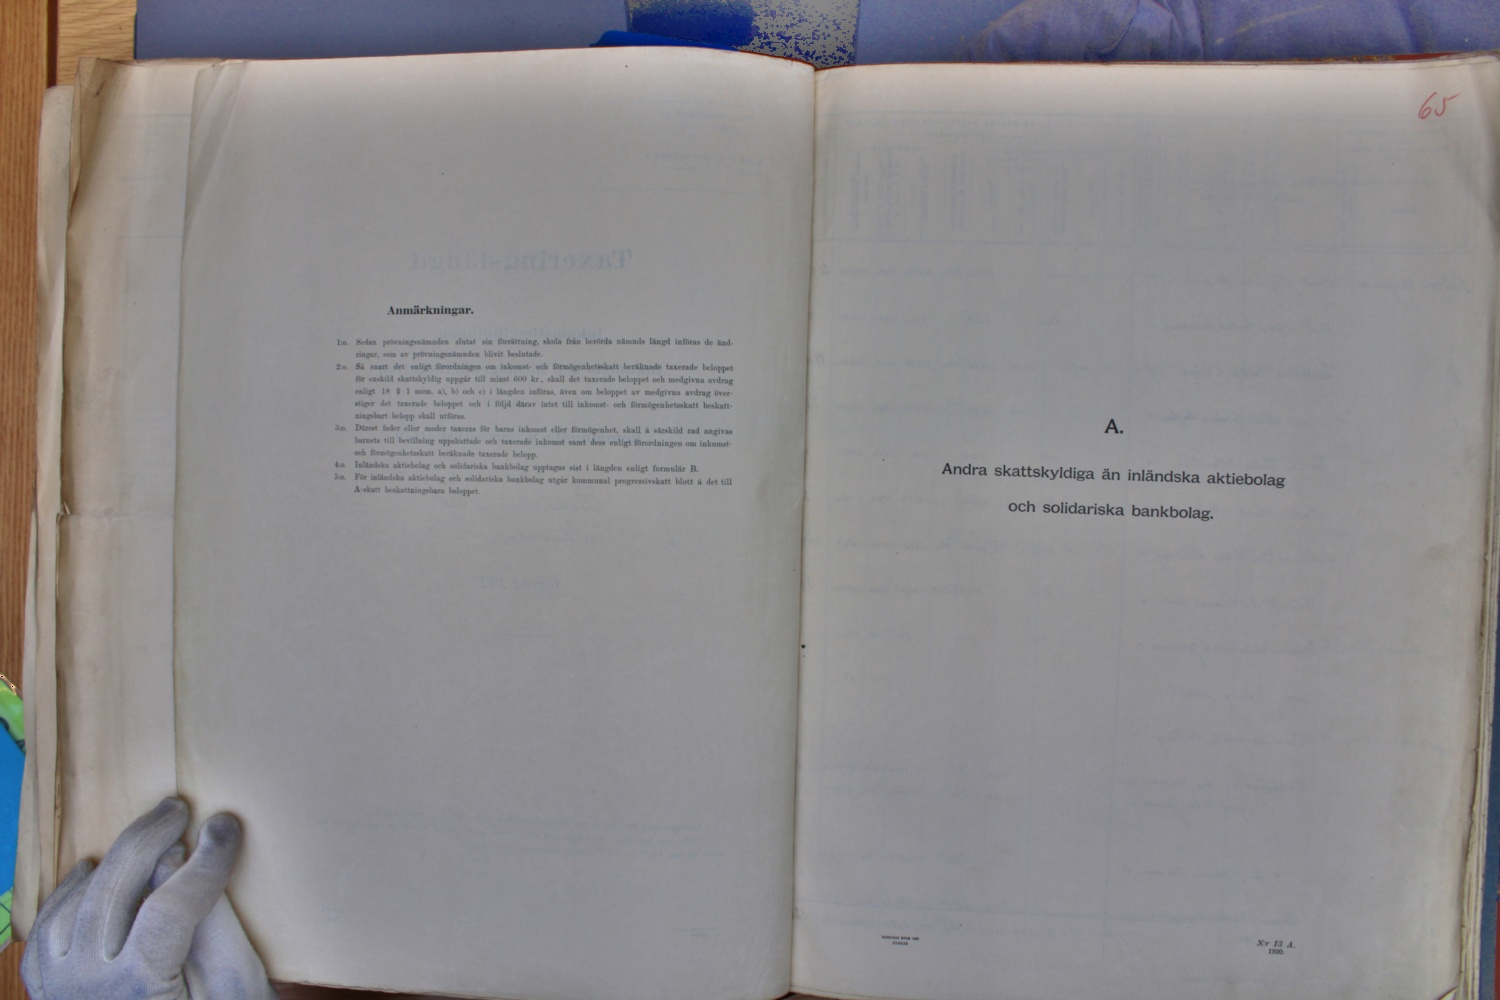 Anmärkningar.
1:o. Sedan prövningsnämnden slutat sin förrättning, skola från berörda nämnds längd införas de änd-
ringar, som av prövningsnämnden blivit beslutade.
2:o. Så snart det enligt förordningen om inkomst- och förmögenhetsskatt beräknade taxerade beloppet
för enskild skattskyldig uppgår till minst 600 kr., skall det taxerade beloppet och medgivna avdrag
enligt 18 § 1 mom. a), b) och c) i längden införas, även om beloppet av medgivna avdrag över-
stiger det taxerade beloppet och i följd därav intet till inkomst- och förmögenhetsskatt beskatt-
ningsbart belopp skall utföras.
3:o. Därest fader eller moder taxeras för barns inkomst eller förmögenhet, skall å särskild rad angivas
barnets till bevillning uppskattade och taxerade inkomst samt dess enligt förordningen om inkomst-
och förmögenhetsskatt beräknade taxerade belopp.
4:o. Inländska aktiebolag och solidariska bankbolag upptagas sist i längden enligt formulär B.
5:o. För inländska aktiebolag och solidariska bankbolag utgår kommunal progressivskatt blott å det till
A-skatt beskattningsbara beloppet.
65
A.
Andra skattskyldiga än inländska aktiebolag
och solidariska bankbolag.
N:r 13 A.
1920.